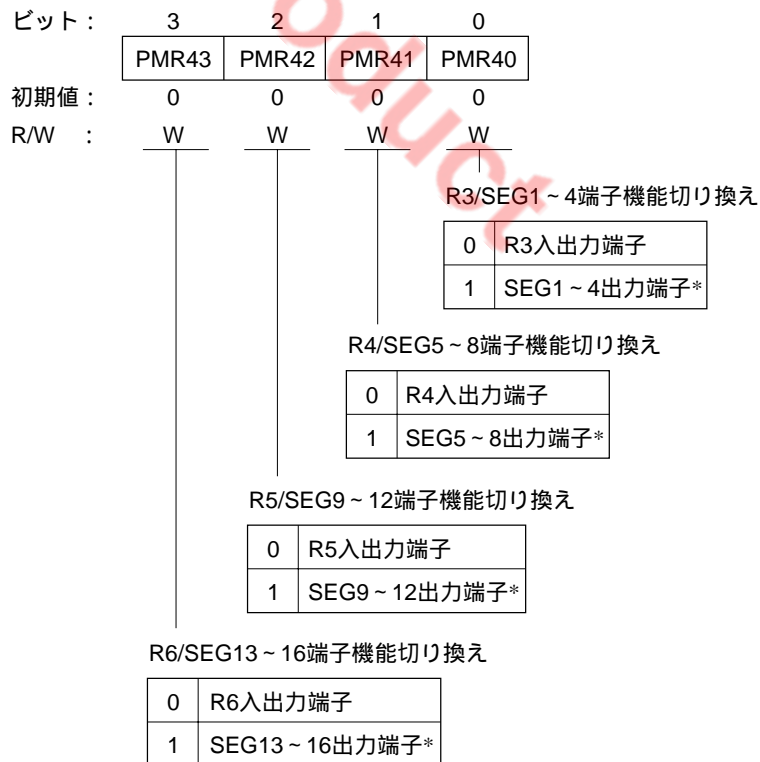 ビット： 3 2 1 0
PMR43 PMR42 PMR41 PMR40
初期値： 0 0 0 0
R/W ： W W W W
R3/SEG1～4端子機能切り換え
0 R3入出力端子
1 SEG1～4出力端子*
R4/SEG5～8端子機能切り換え
0 R4入出力端子
1 SEG5～8出力端子*
R5/SEG9～12端子機能切り換え
0 R5入出力端子
1 SEG9～12出力端子*
R6/SEG13～16端子機能切り換え
0 R6入出力端子
1 SEG13～16出力端子*
oduct